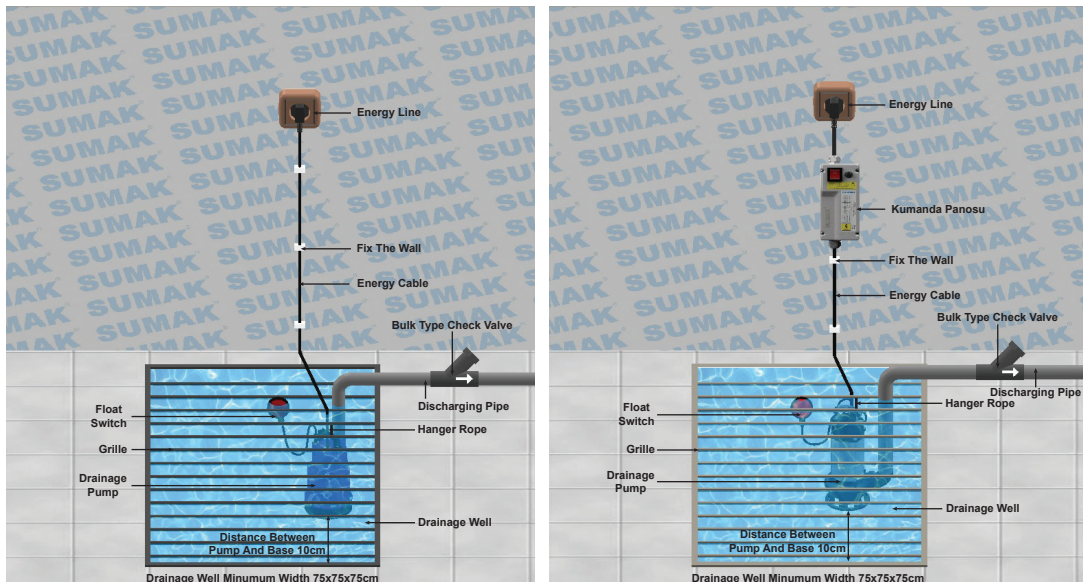 SUMAK
Energy Line
Fix The Wall
Energy Cable
Bulk Type Check Valve
Discharging Pipe
Float
Switch
Hanger Rope
Grille
Drainage
Pump
Drainage Well
Distance Between
Pump And Base 10cm
Drainage Well Minumum Width 75x75x75cm
SUMAK
Energy Line
Kumanda Panosu
Fix The Wall
Energy Cable
Bulk Type Check Valve
Discharging Pipe
Hanger Rope
Float
Switch
Grille
Drainage
Pump
Drainage Well
Distance Between
Pump And Base 10cm
Drainage Well Minumum Width 75x75x75cm